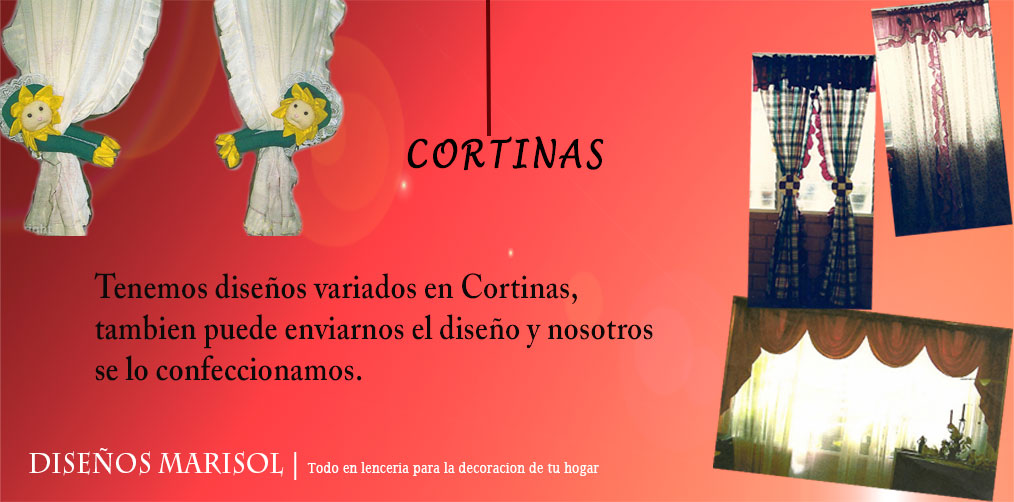 CORTINAS
Tenemos diseños variados en Cortinas,
tambien puede enviarnos el diseño y nosotros
se lo confeccionamos.
DISEÑOS MARISOL | Todo en lenceria para la decoracion de tu hogar